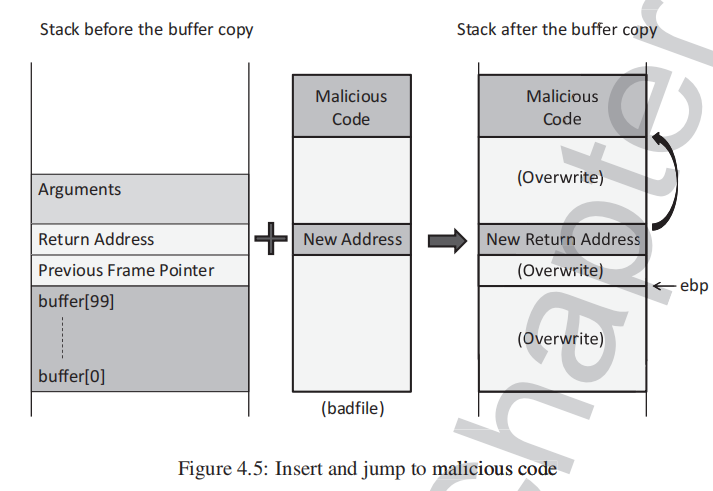 Stack before the buffer copy
Stack after the buffer copy
Malicious
Code
Malicious
Code
Arguments
(Overwrite)
Return Address
New Address
New Return Address
Previous Frame Pointer
(Overwrite)
ebp
buffer[99]
(Overwrite)
buffer[0]
(badfile)
Figure 4.5: Insert and jump to malicious code
chapter